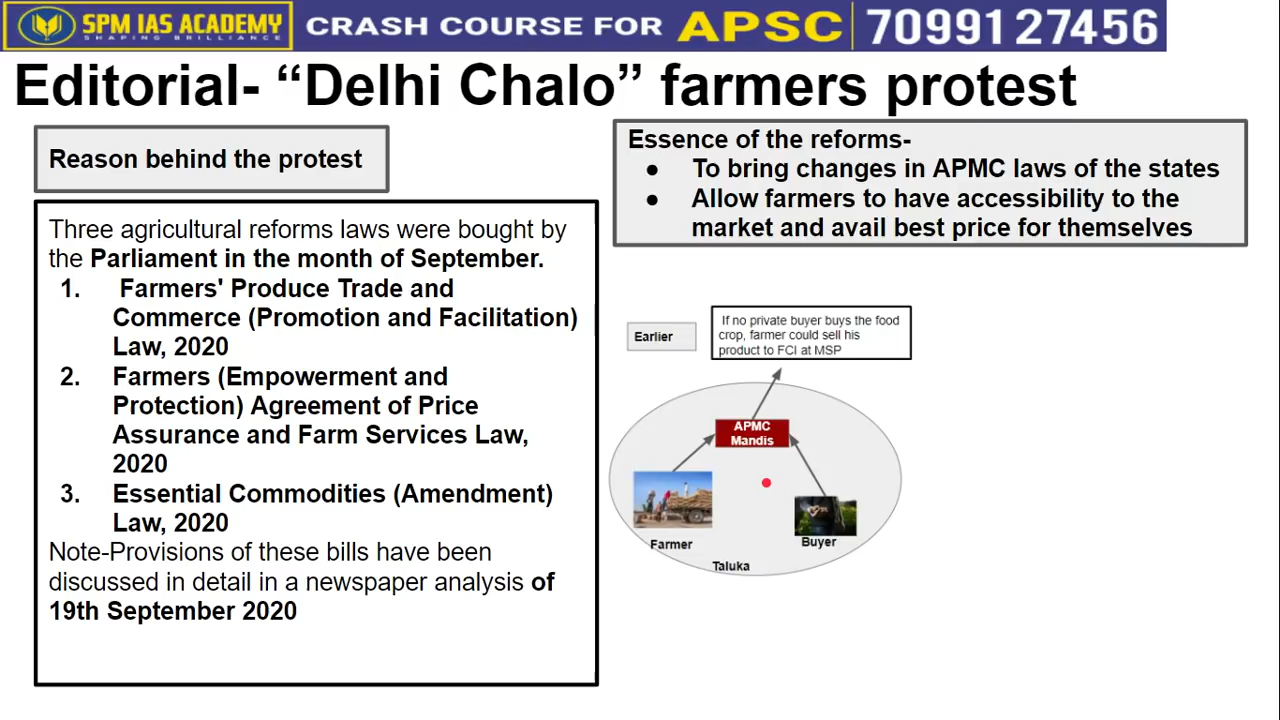 SPM IAS ACADEMY
SHAPING BRILLIANCE
CRASH COURSE FOR APSC 70991 27456
Editorial- “Delhi Chalo” farmers protest
Reason behind the protest
Three agricultural reforms laws were bought by
the Parliament in the month of September.
1. Farmers' Produce Trade and
Commerce (Promotion and Facilitation)
Law, 2020
2. Farmers (Empowerment and
Protection) Agreement of Price
Assurance and Farm Services Law,
2020
3. Essential Commodities (Amendment)
Law, 2020
Note-Provisions of these bills have been
discussed in detail in a newspaper analysis of
19th September 2020
Essence of the reforms-
● To bring changes in APMC laws of the states
● Allow farmers to have accessibility to the
market and avail best price for themselves
Earlier
If no private buyer buys the food
crop, farmer could sell his
product to FCI at MSP
APMC
Mandis
Farmer
Buyer
Taluka